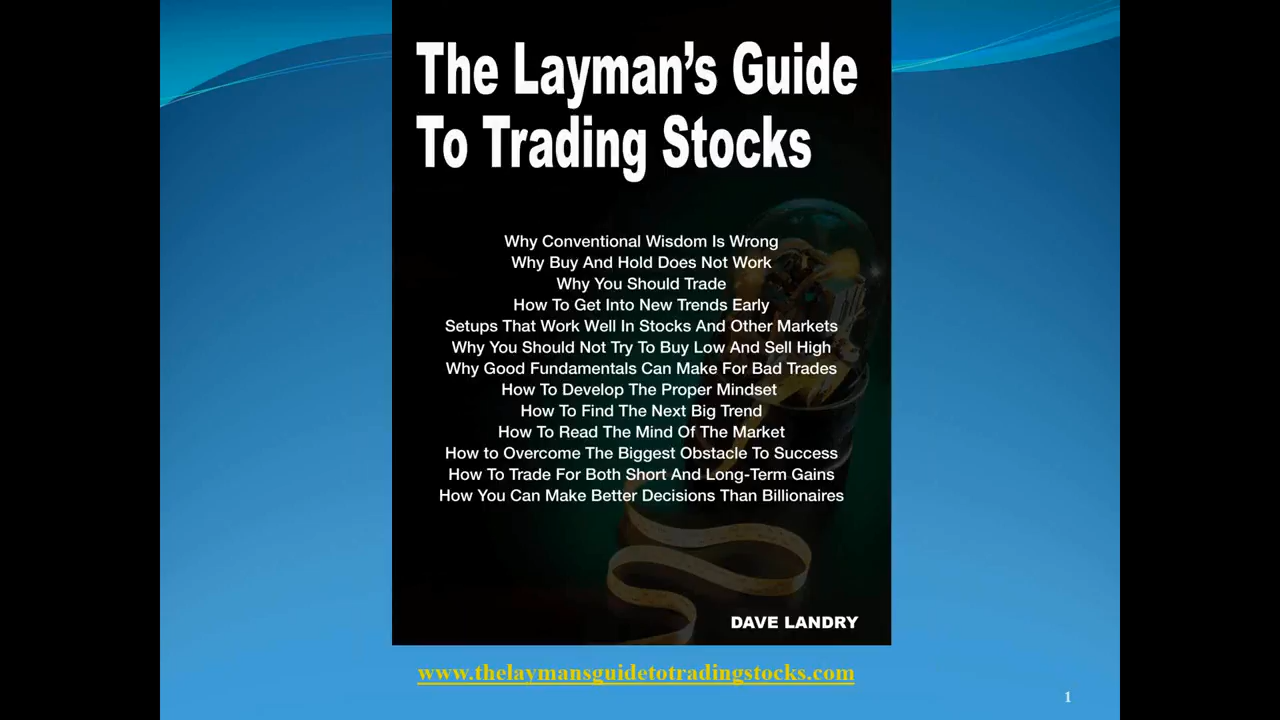 The Layman's Guide
To Trading Stocks
Why Conventional Wisdom Is Wrong
Why Buy And Hold Does Not Work
Why You Should Trade
How To Get Into New Trends Early
Setups That Work Well In Stocks And Other Markets
Why You Should Not Try To Buy Low And Sell High
Why Good Fundamentals Can Make For Bad Trades
How To Develop The Proper Mindset
How To Find The Next Big Trend
How To Read The Mind Of The Market
How to Overcome The Biggest Obstacle To Success
How To Trade For Both Short And Long-Term Gains
How You Can Make Better Decisions Than Billionaires
DAVE LANDRY
www.thelaymansguidetotradingstocks.com
1